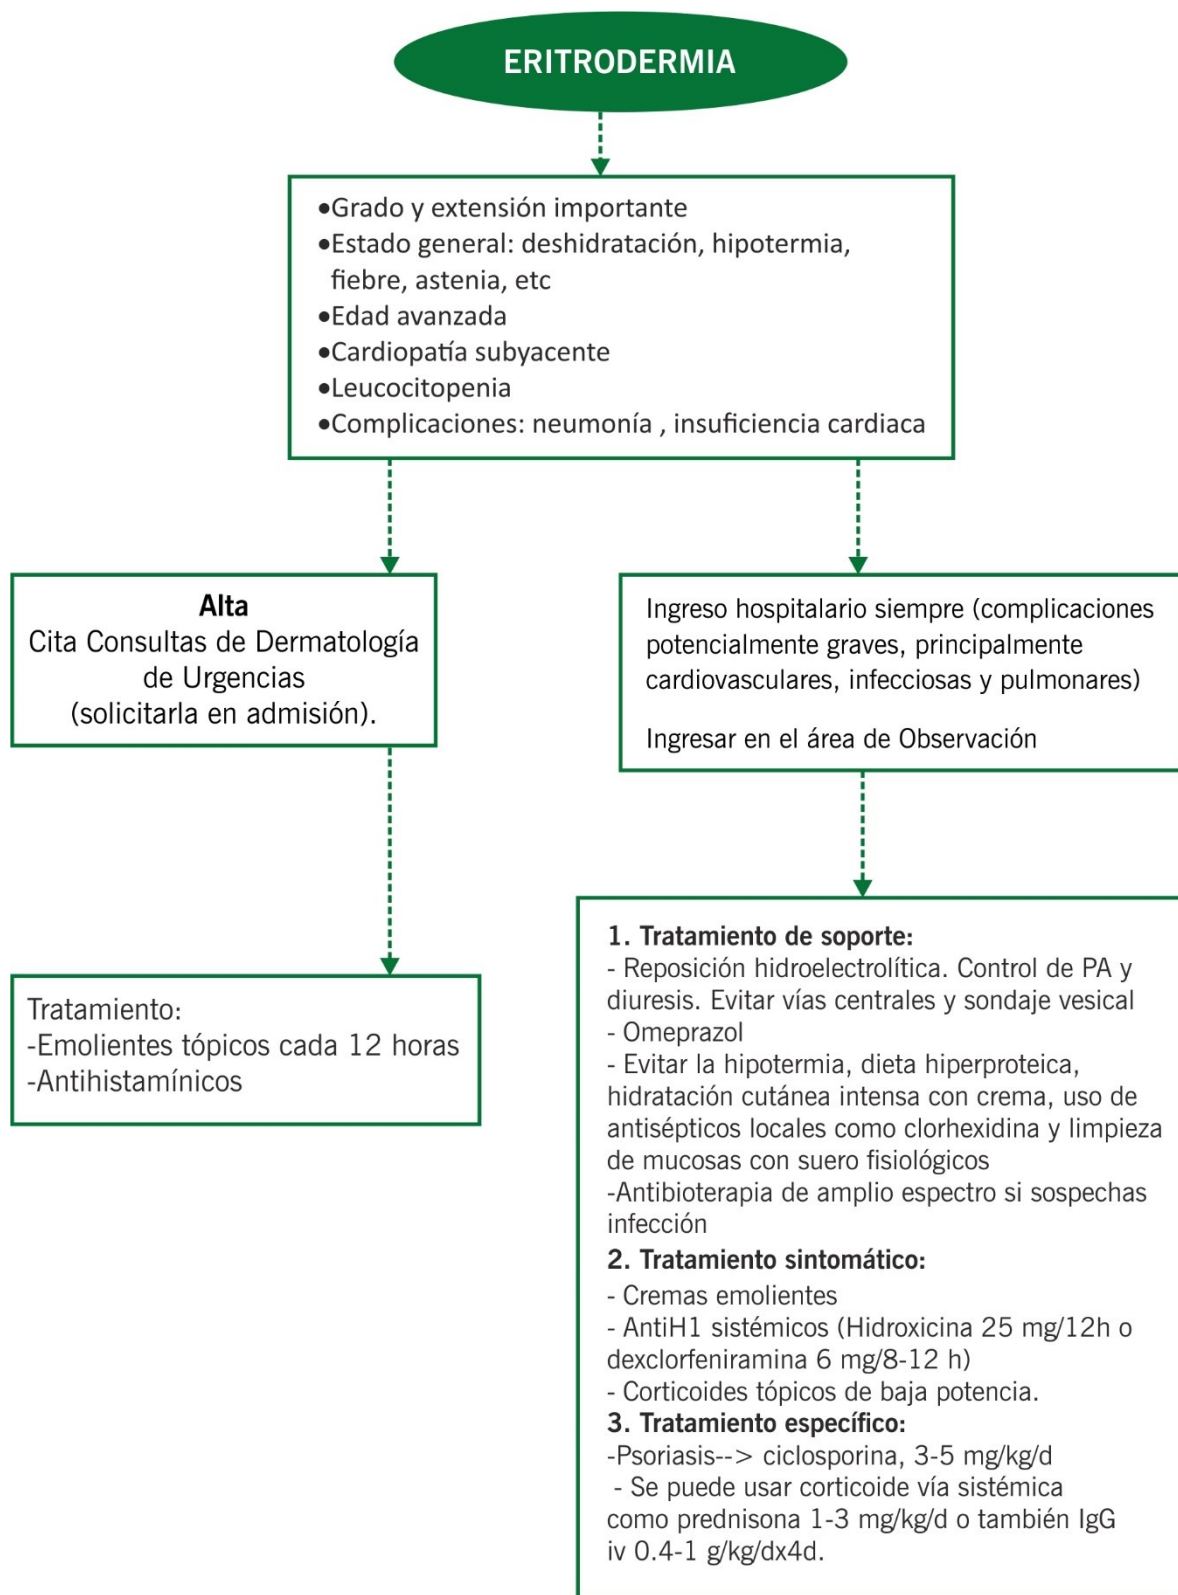 ERITRODERMIA
•Grado y extensión importante
•Estado general: deshidratación, hipotermia,
fiebre, astenia, etc
•Edad avanzada
•Cardiopatía subyacente
•Leucocitopenia
•Complicaciones: neumonía , insuficiencia cardiaca
Alta
Cita Consultas de Dermatología
de Urgencias
(solicitarla en admisión).
Tratamiento:
-Emolientes tópicos cada 12 horas
-Antihistamínicos
Ingreso hospitalario siempre (complicaciones
potencialmente graves, principalmente
cardiovasculares, infecciosas y pulmonares)
Ingresar en el área de Observación
1. Tratamiento de soporte:
- Reposición hidroelectrolítica. Control de PA y
diuresis. Evitar vías centrales y sondaje vesical
- Omeprazol
- Evitar la hipotermia, dieta hiperproteica,
hidratación cutánea intensa con crema, uso de
antisépticos locales como clorhexidina y limpieza
de mucosas con suero fisiológicos
-Antibioterapia de amplio espectro si sospechas
infección
2. Tratamiento sintomático:
- Cremas emolientes
- AntiH1 sistémicos (Hidroxicina 25 mg/12h o
dexclorfeniramina 6 mg/8-12 h)
- Corticoides tópicos de baja potencia.
3. Tratamiento específico:
-Psoriasis--> ciclosporina, 3-5 mg/kg/d
- Se puede usar corticoide vía sistémica
como prednisona 1-3 mg/kg/d o también IgG
iv 0.4-1 g/kg/dx4d.